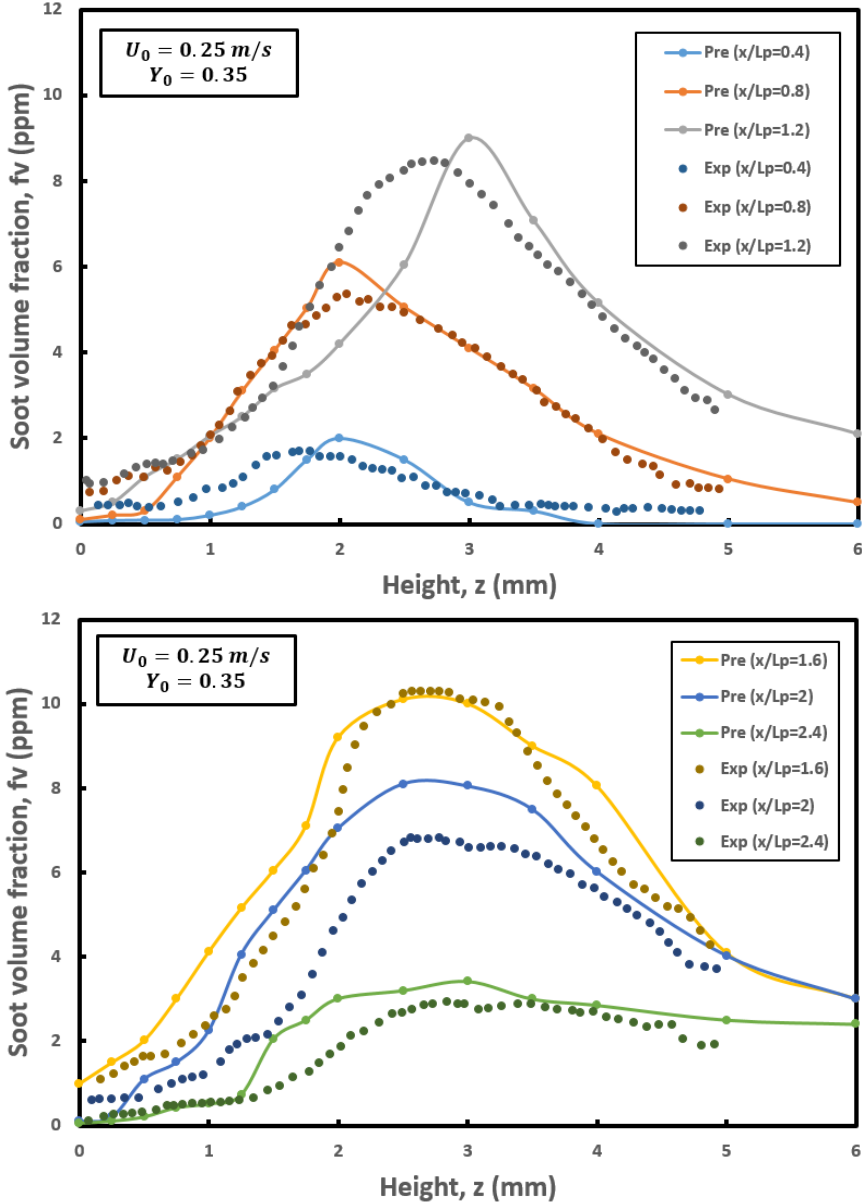 12
10
8
6
4
2
0
Soot volume fraction, fv (ppm)
U₀ = 0.25 m/s
Y₀ = 0.35
Pre (x/Lp=0.4)
Pre (x/Lp=0.8)
Pre (x/Lp=1.2)
Exp (x/Lp=0.4)
Exp (x/Lp=0.8)
Exp (x/Lp=1.2)
0 1 2 3 4 5 6
Height, z (mm)
12
10
8
6
4
2
0
Soot volume fraction, fv (ppm)
U₀ = 0.25 m/s
Y₀ = 0.35
Pre (x/Lp=1.6)
Pre (x/Lp=2)
Pre (x/Lp=2.4)
Exp (x/Lp=1.6)
Exp (x/Lp=2)
Exp (x/Lp=2.4)
0 1 2 3 4 5 6
Height, z (mm)